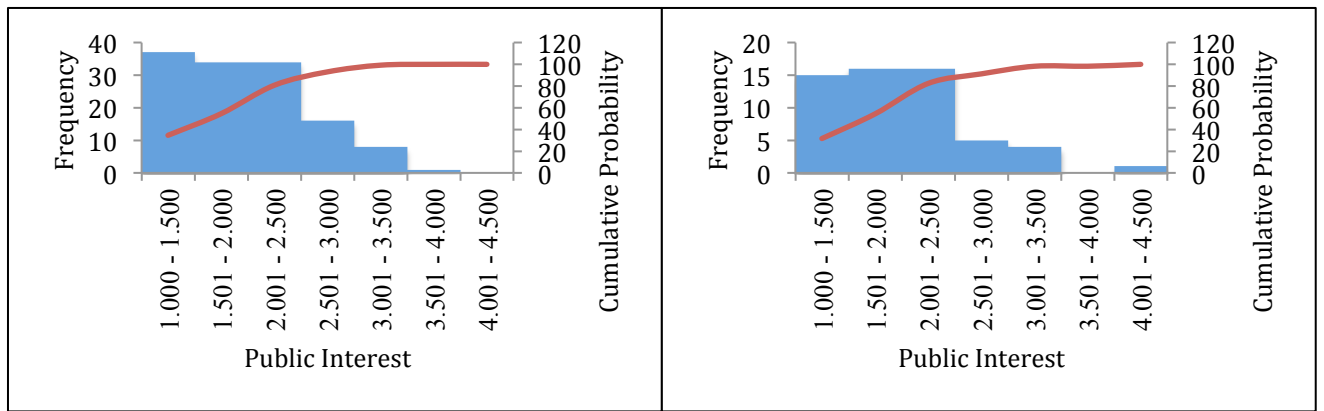 Frequency
40
30
20
10
0
120
100
80
60
40
20
0
Cumulative Probability
1.000 - 1.500
1.501 - 2.000
2.001 - 2.500
2.501 - 3.000
3.001 - 3.500
3.501 - 4.000
4.001 - 4.500
Public Interest
Frequency
20
15
10
5
0
120
100
80
60
40
20
0
Cumulative Probability
1.000 - 1.500
1.501 - 2.000
2.001 - 2.500
2.501 - 3.000
3.001 - 3.500
3.501 - 4.000
4.001 - 4.500
Public Interest